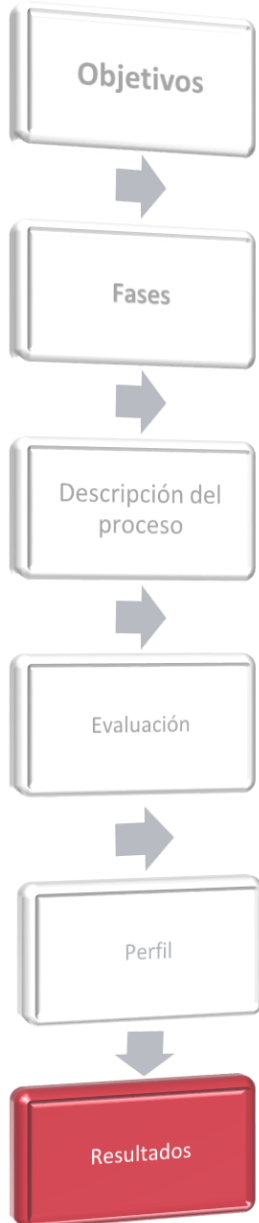 Objetivos
Fases
Descripción del
proceso
Evaluación
Perfil
Resultados